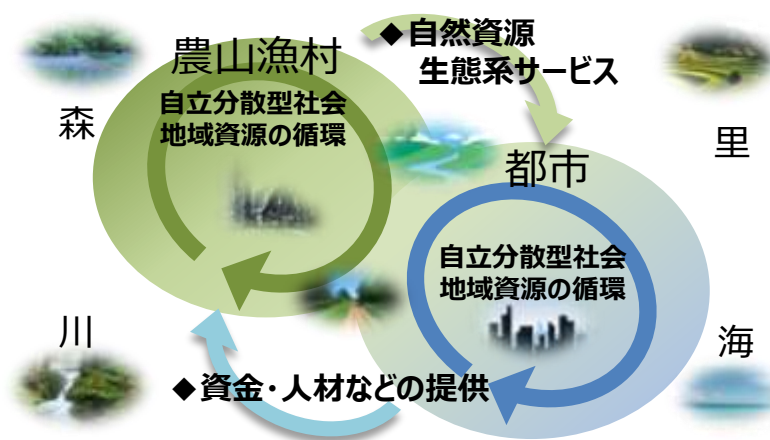 農山漁村
◆自然資源
生態系サービス
自立分散型社会
地域資源の循環
森
里
都市
自立分散型社会
地域資源の循環
川
海
◆資金・人材などの提供